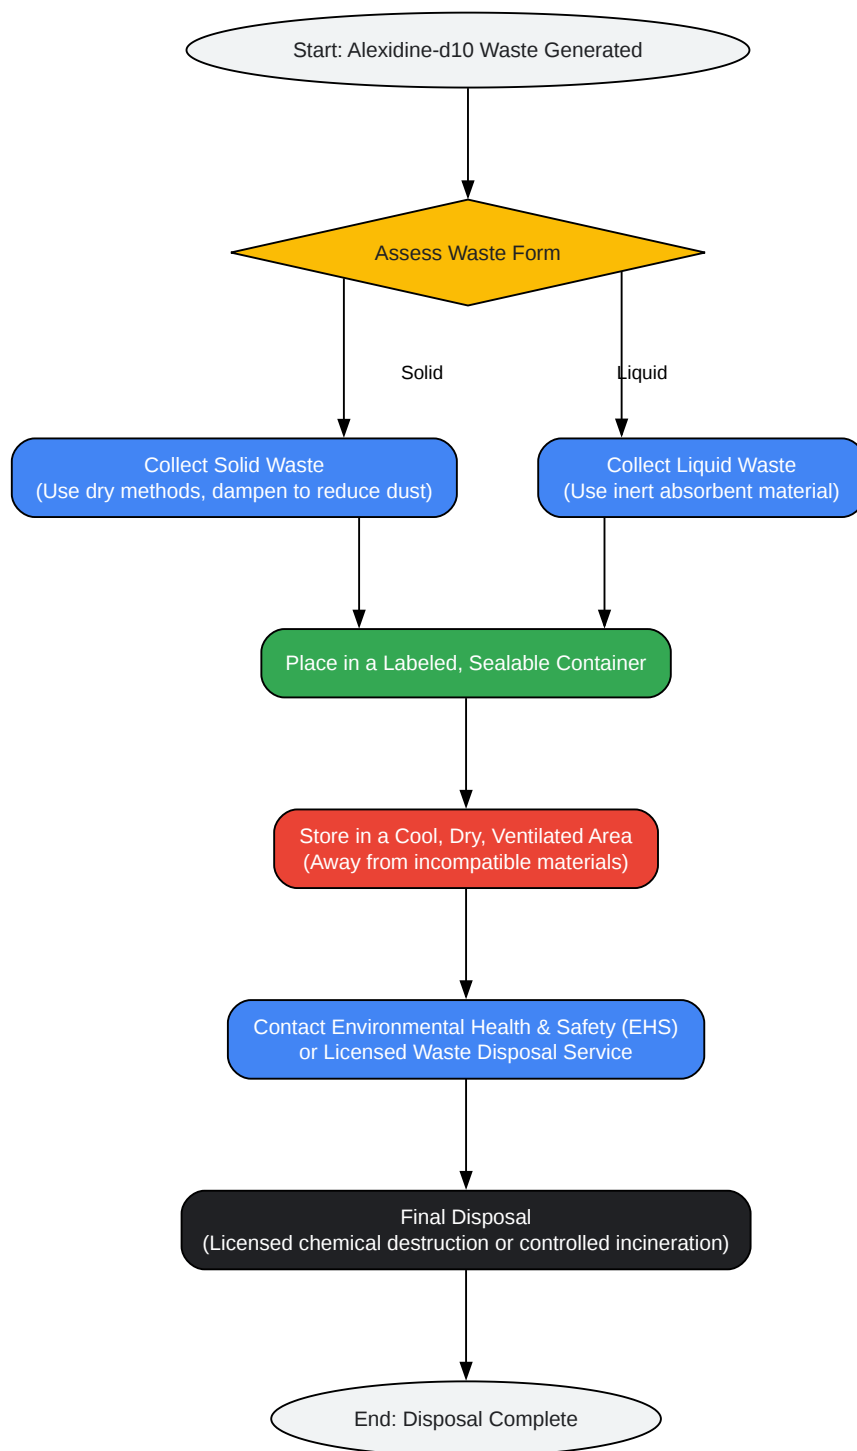 Start: Alexidine-d10 Waste Generated
Assess Waste Form
Solid
Liquid
Collect Solid Waste
(Use dry methods, dampen to reduce dust)
Collect Liquid Waste
(Use inert absorbent material)
Place in a Labeled, Sealable Container
Store in a Cool, Dry, Ventilated Area
(Away from incompatible materials)
Contact Environmental Health & Safety (EHS)
or Licensed Waste Disposal Service
Final Disposal
(Licensed chemical destruction or controlled incineration)
End: Disposal Complete